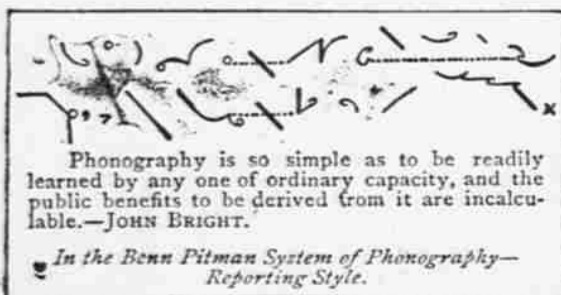 Phonography is so simple as to be readily
learned by any one of ordinary capacity, and the
public benefits to be derived from it are incalcu-
lable.—JOHN BRIGHT.
In the Benn Pitman System of Phonography—
Reporting Style.